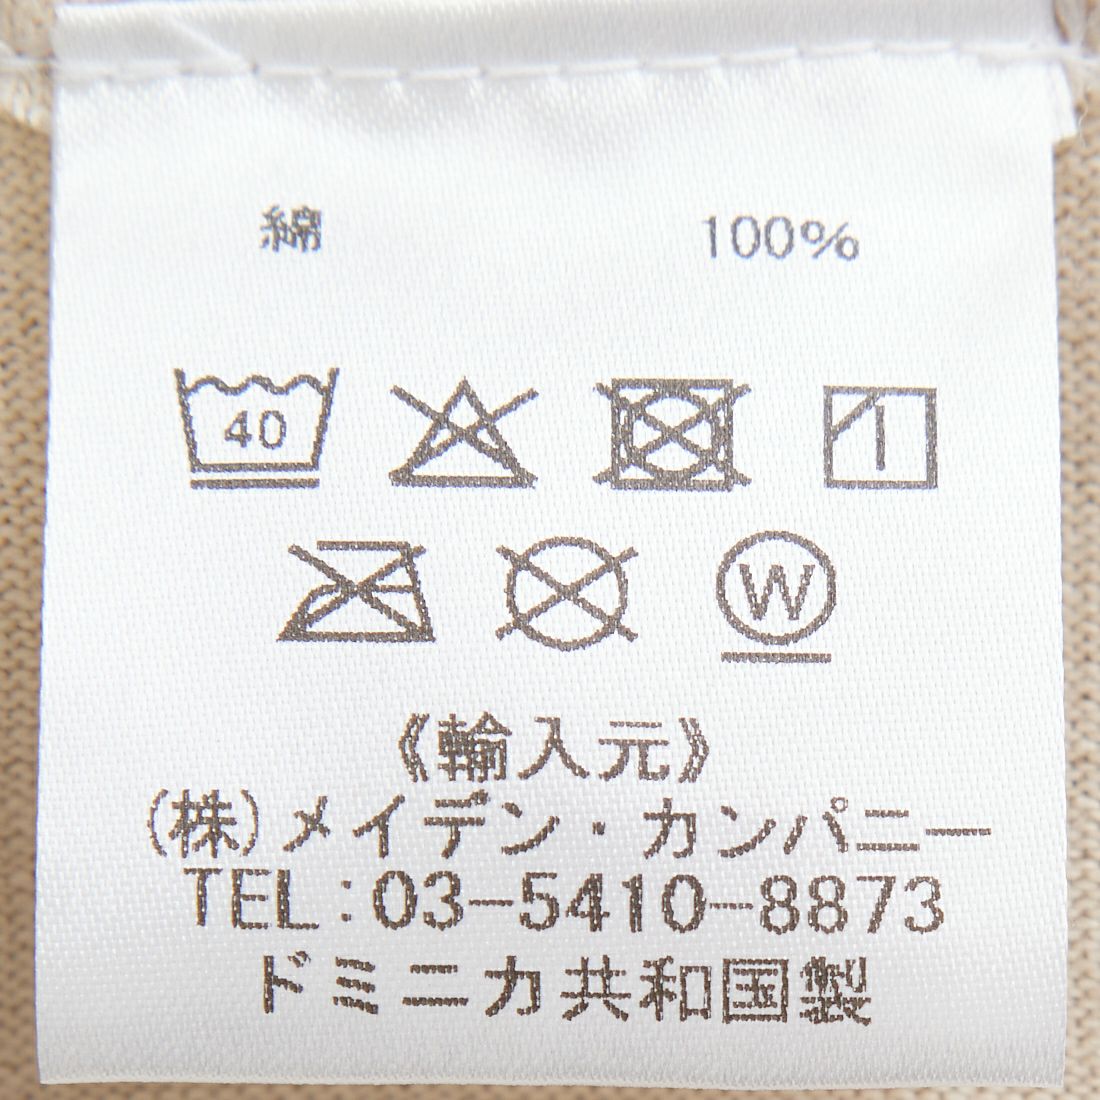 綿 100%
40
W
《輸入元》
(株)メイデン・カンパニー
TEL:03-5410-8873
ドミニカ共和国製